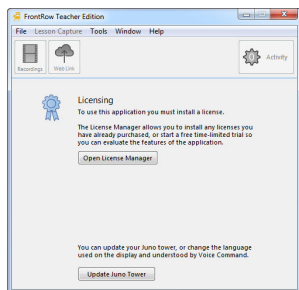 FrontRow Teacher Edition
File Lesson Capture Tools Window Help
Recordings Web Link Activity
Licensing
To use this application you must install a license.
The License Manager allows you to install any licenses you
have already purchased, or start a free time-limited trial so
you can evaluate the features of the application.
Open License Manager
You can update your Juno tower, or change the language
used on the display and understood by Voice Command.
Update Juno Tower